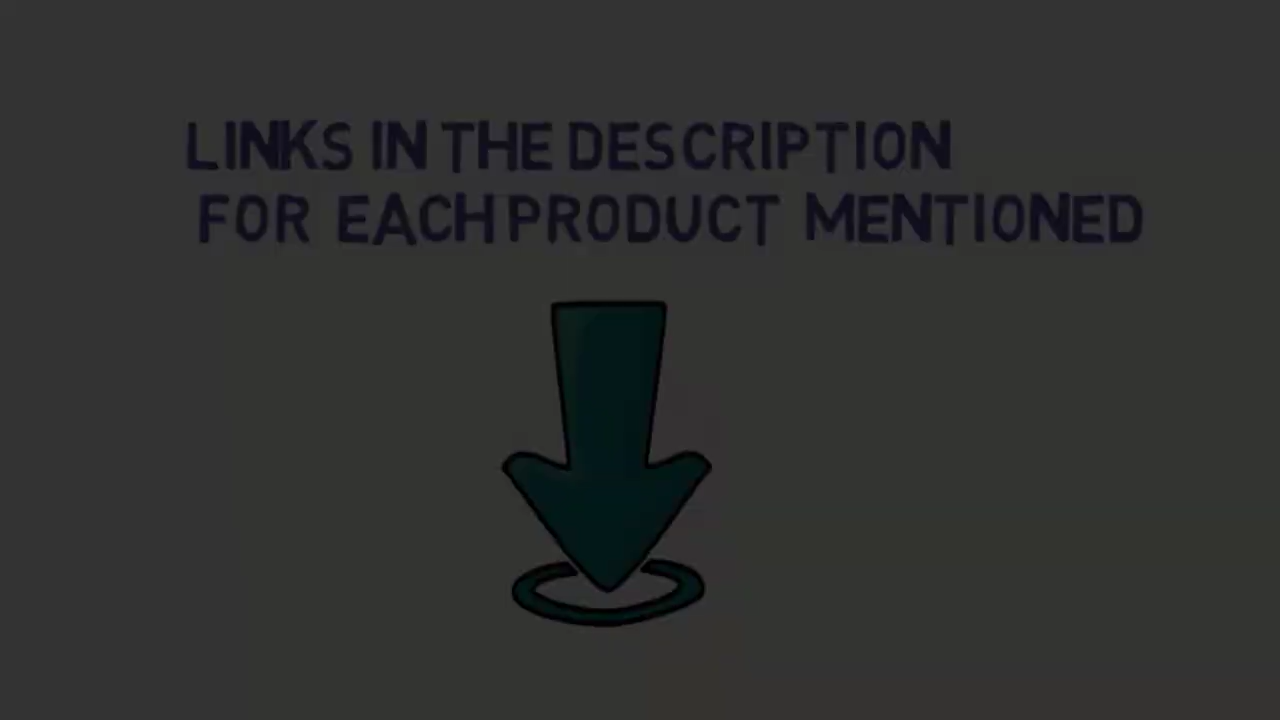 LINKS IN THE DESCRIPTION
FOR EACH PRODUCT MENTIONED